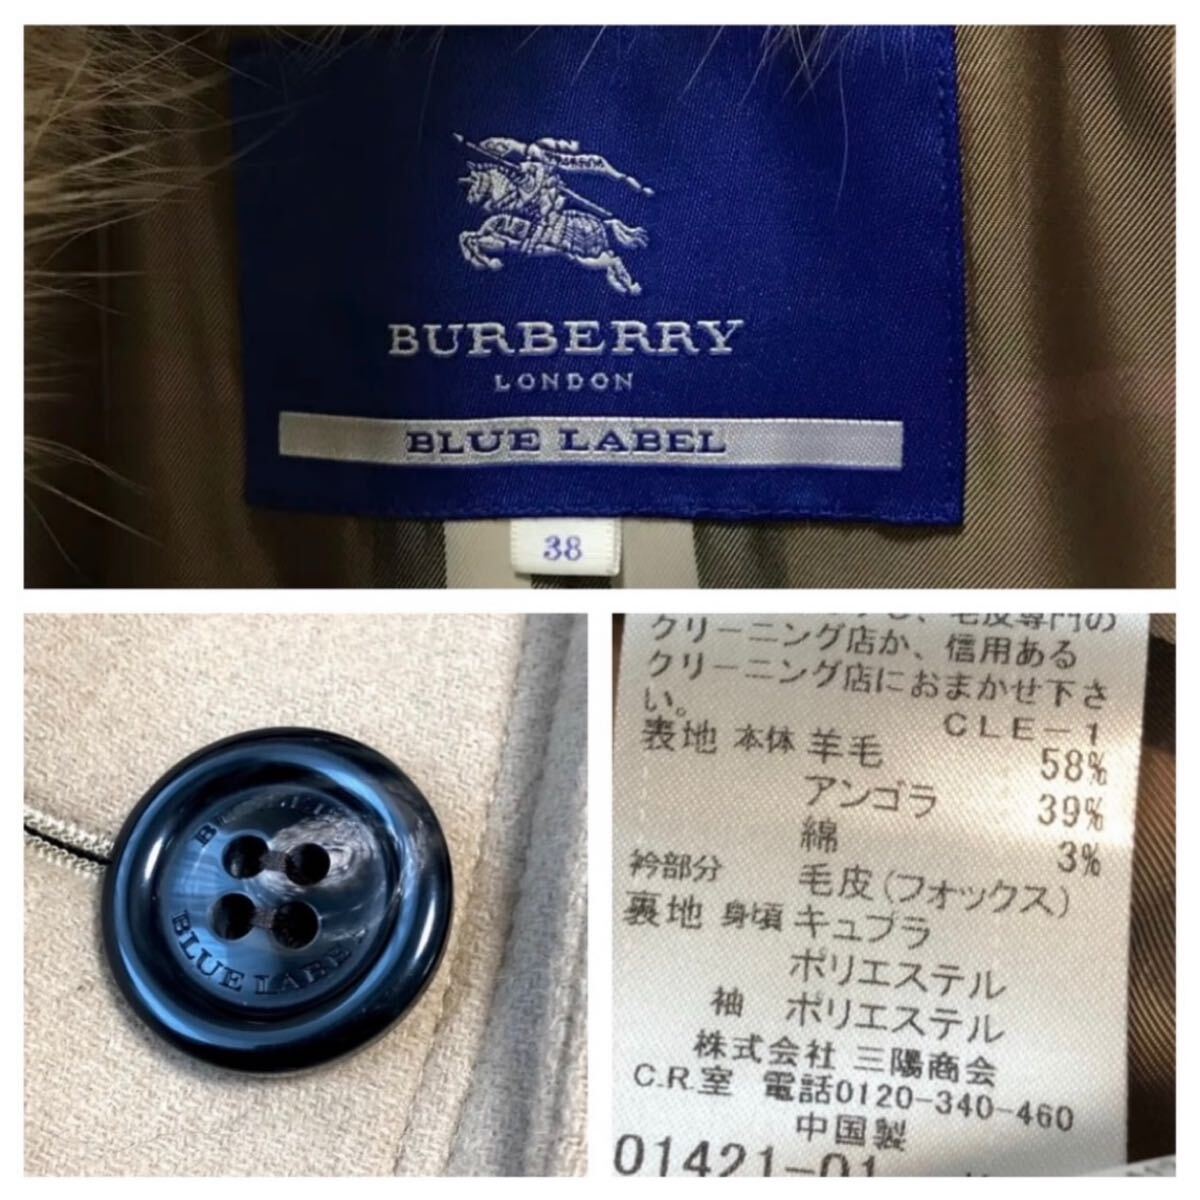 BURBERRY
LONDON
BLUE LABEL
38
BLUE LABEL
クリーニング店か、信用ある
クリーニング店におまかせ下さ
い。
CLE-1
表地 本体 羊毛 58%
アンゴラ 39%
綿 3%
衿部分 毛皮(フォックス)
裏地 身頃 キュプラ
ポリエステル
袖 ポリエステル
株式会社 三陽商会
C.R.室 電話0120-340-460
中国製
01421-01